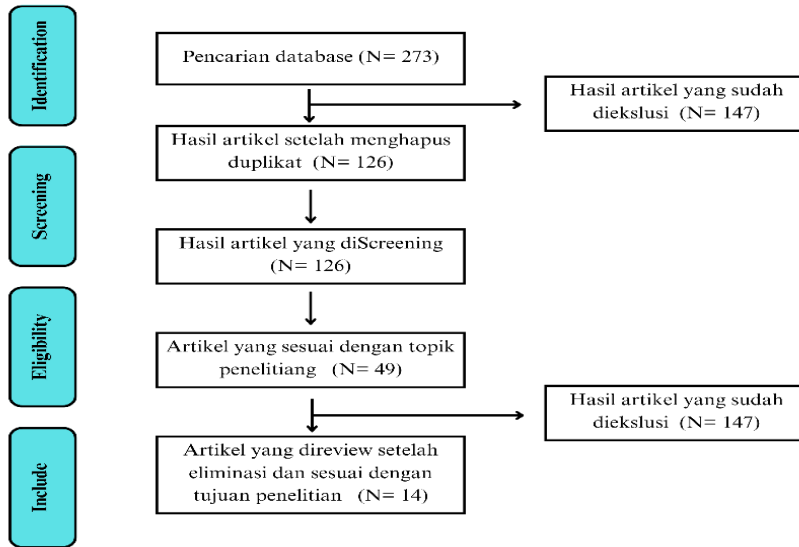 Identification
Pencarian database (N= 273)
Hasil artikel yang sudah
diekslusi (N= 147)
Hasil artikel setelah menghapus
duplikat (N= 126)
Screening
Hasil artikel yang diScreening
(N= 126)
Eligibility
Artikel yang sesuai dengan topik
penelitiang (N= 49)
Hasil artikel yang sudah
diekslusi (N= 147)
Include
Artikel yang direview setelah
eliminasi dan sesuai dengan
tujuan penelitian (N= 14)